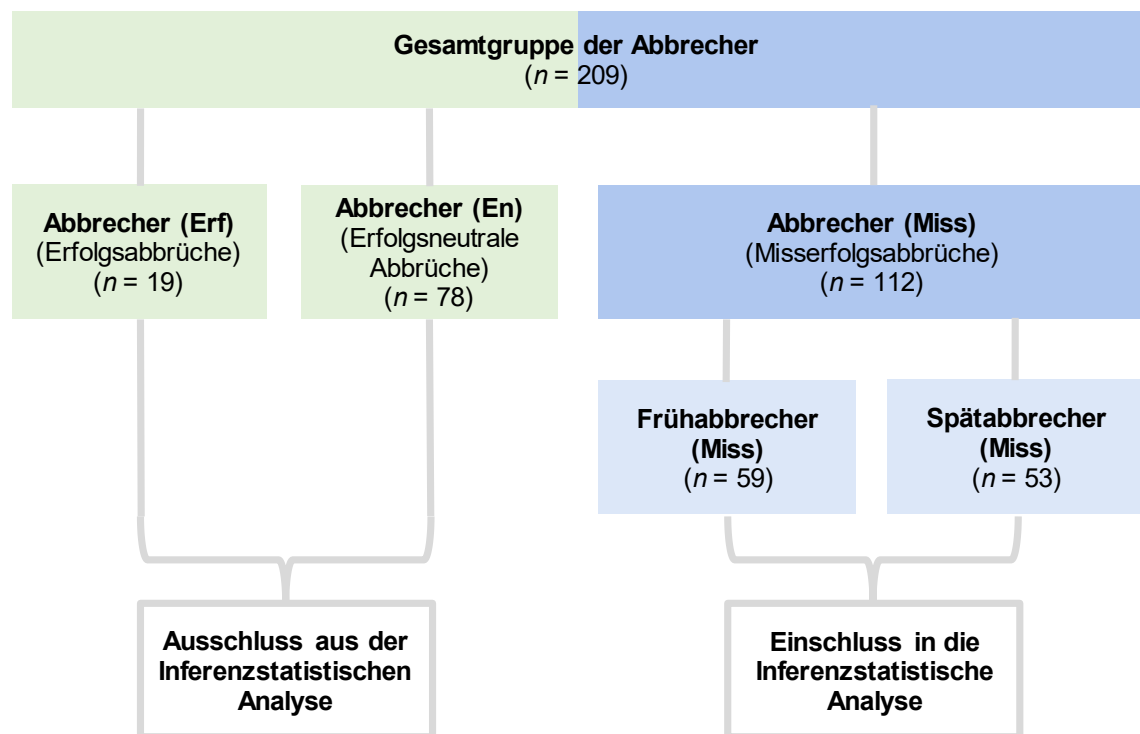 Gesamtgruppe der Abbrecher
(n = 209)
Abbrecher (Erf)
(Erfolgsabbrüche)
(n = 19)
Abbrecher (En)
(Erfolgsneutrale
Abbrüche)
(n = 78)
Abbrecher (Miss)
(Misserfolgsabbrüche)
(n = 112)
Frühabbrecher
(Miss)
(n = 59)
Spätabbrecher
(Miss)
(n = 53)
Ausschluss aus der
Inferenzstatistischen
Analyse
Einschluss in die
Inferenzstatistische
Analyse